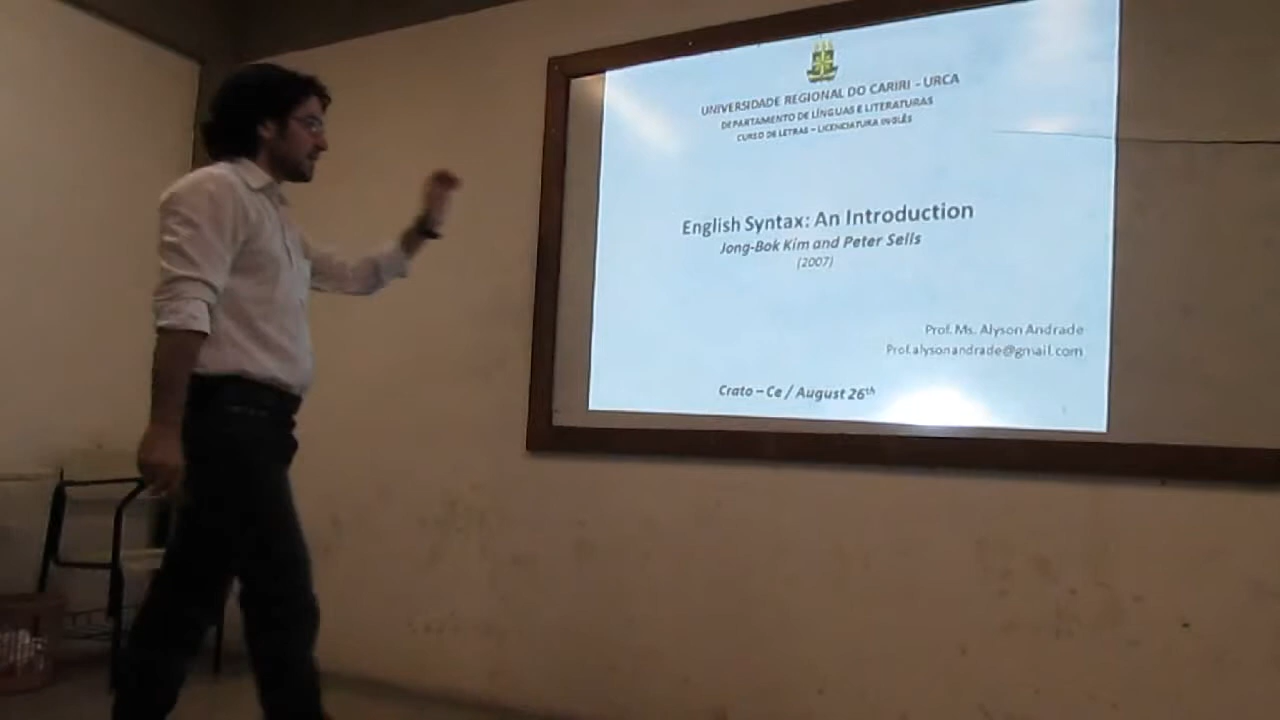 UNIVERSIDADE REGIONAL DO CARIRI - URCA
DEPARTAMENTO DE LÍNGUAS E LITERATURAS
CURSO DE LETRAS – LICENCIATURA INGLÊS
English Syntax: An Introduction
Jong-Bok Kim and Peter Sells
(2007)
Prof. Ms. Alyson Andrade
Prof.alysonandrade@gmail.com
Crato – Ce / August 26th